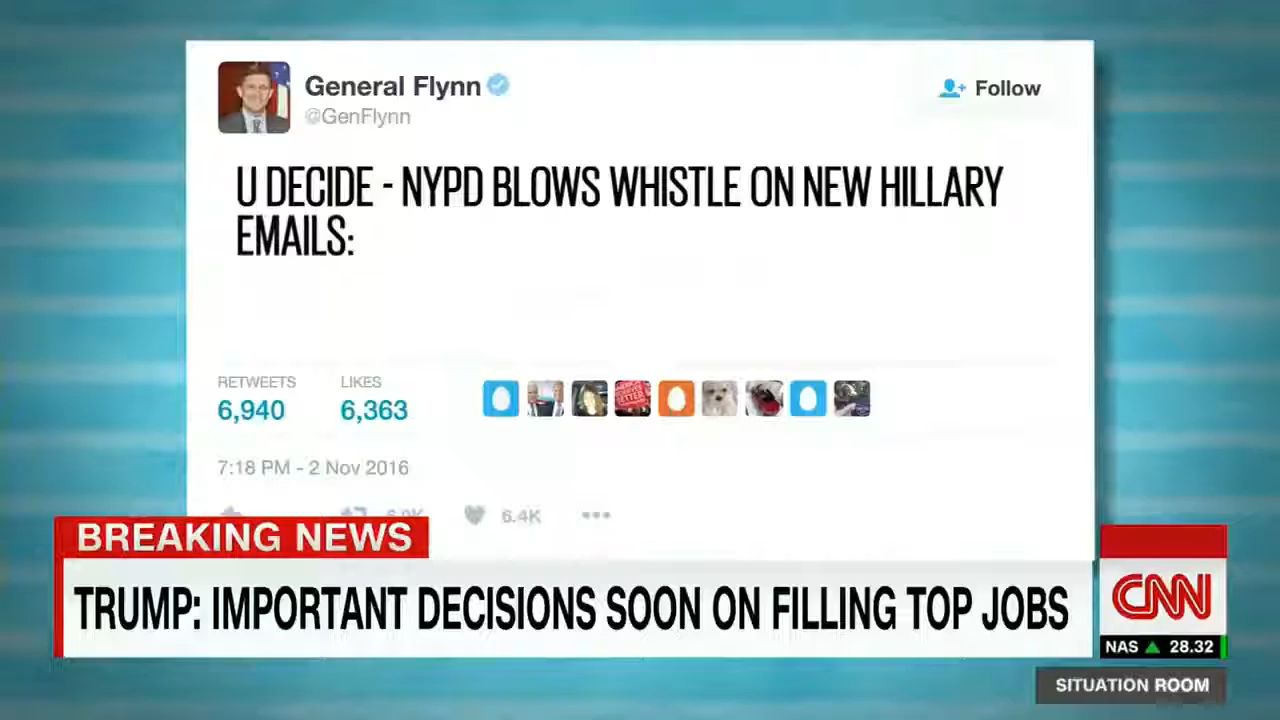 General Flynn
@GenFlynn
Follow
U DECIDE - NYPD BLOWS WHISTLE ON NEW HILLARY
EMAILS:
RETWEETS
LIKES
6,940
6,363
7:18 PM - 2 Nov 2016
6.9K
6.4K
BREAKING NEWS
TRUMP: IMPORTANT DECISIONS SOON ON FILLING TOP JOBS
CNN
NAS 28.32
SITUATION ROOM